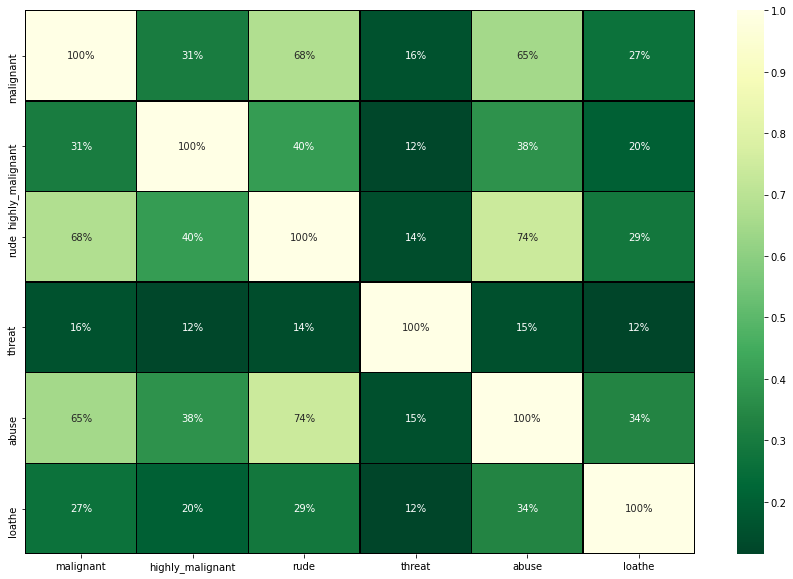 malignant 100% 31% 68% 16% 65% 27%
highly_malignant 31% 100% 40% 12% 38% 20%
rude 68% 40% 100% 14% 74% 29%
threat 16% 12% 14% 100% 15% 12%
abuse 65% 38% 74% 15% 100% 34%
loathe 27% 20% 29% 12% 34% 100%
malignant highly_malignant rude threat abuse loathe
1.0
0.9
0.8
0.7
0.6
0.5
0.4
0.3
0.2